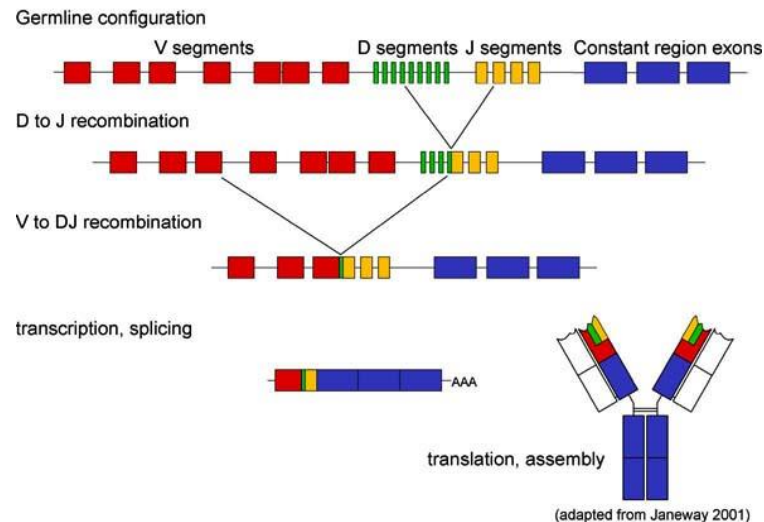 Germline configuration
V segments D segments J segments Constant region exons
D to J recombination
V to DJ recombination
transcription, splicing
AAA
translation, assembly
(adapted from Janeway 2001)